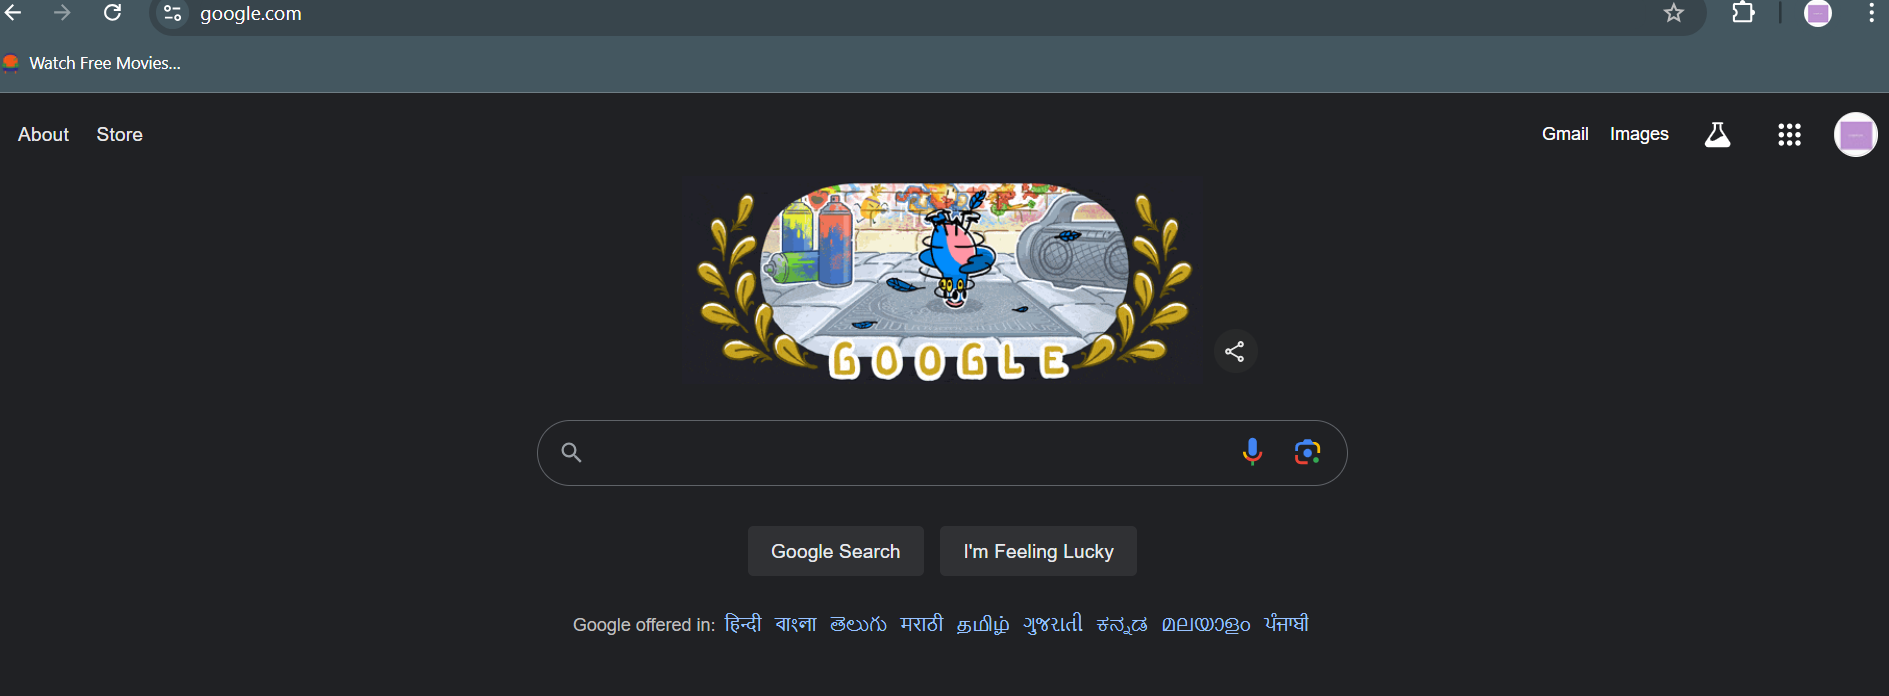 google.com
Watch Free Movies...
About Store Gmail Images
GOOGLE
Google Search I'm Feeling Lucky
Google offered in: हिन्दी বাংলা తెలుగు मराठी தமிழ் ગુજરાતી ಕನ್ನಡ മലയാളം ਪੰਜਾਬੀ